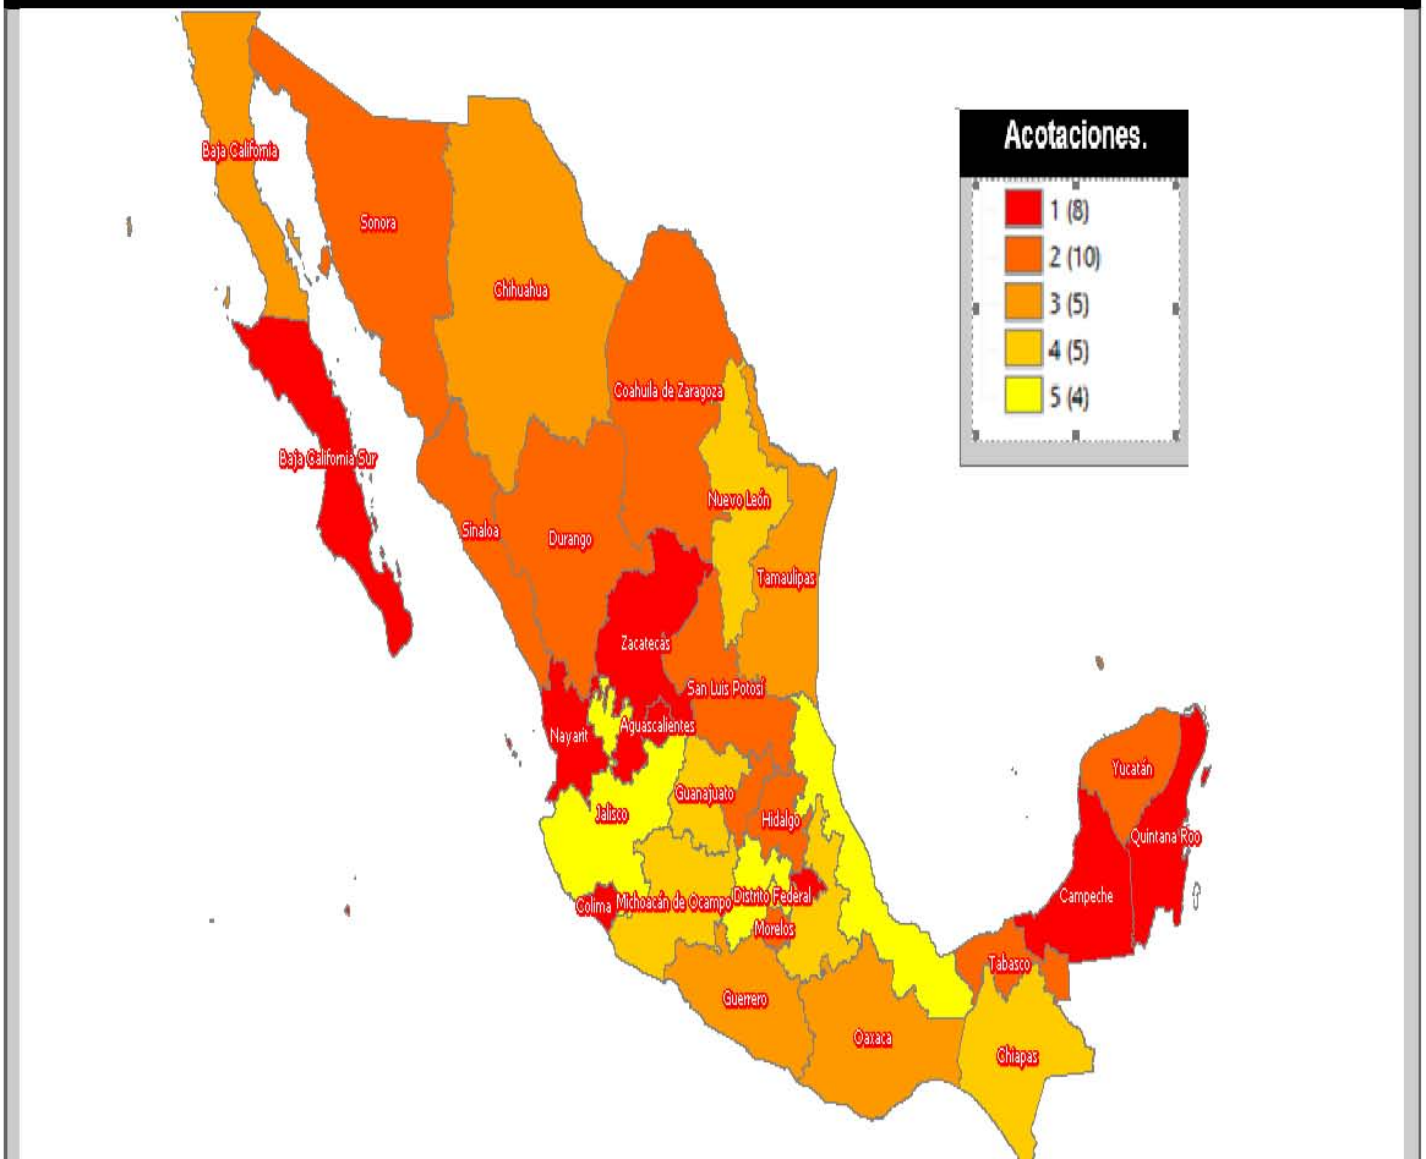 Acotaciones.
1 (8)
2 (10)
3 (5)
4 (5)
5 (4)
Baja California
Sonora
Chihuahua
Coahuila de Zaragoza
Baja California Sur
Nuevo León
Sinaloa
Durango
Tamaulipas
Zacatecas
San Luis Potosí
Aguascalientes
Nayarit
Yucatán
Guanajuato
Jalisco
Hidalgo
Quintana Roo
Campeche
Colima
Michoacán de Ocampo
Distrito Federal
Morelos
Tabasco
Guerrero
Oaxaca
Chiapas